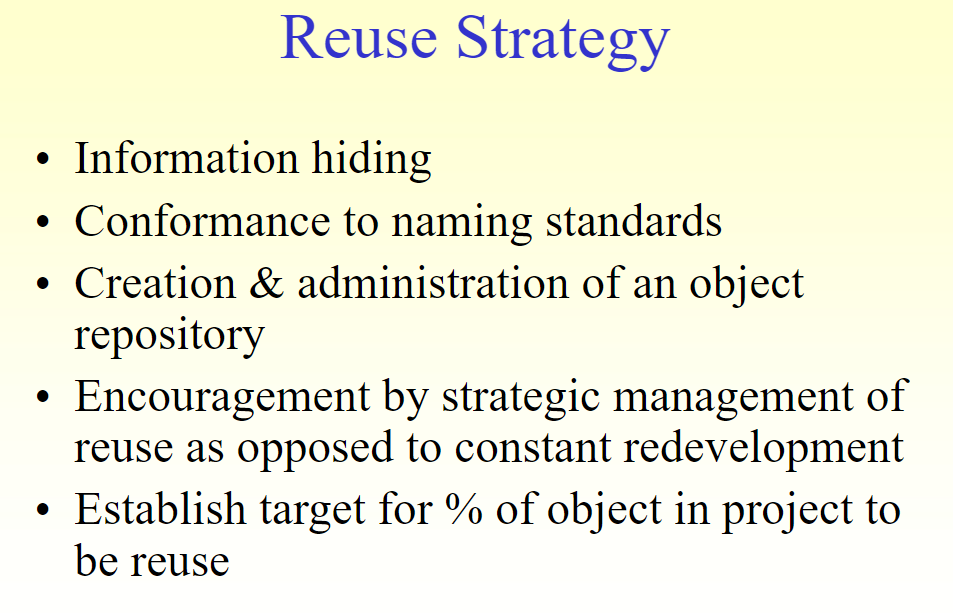 Reuse Strategy
• Information hiding
• Conformance to naming standards
• Creation & administration of an object
repository
• Encouragement by strategic management of
reuse as opposed to constant redevelopment
• Establish target for % of object in project to
be reuse